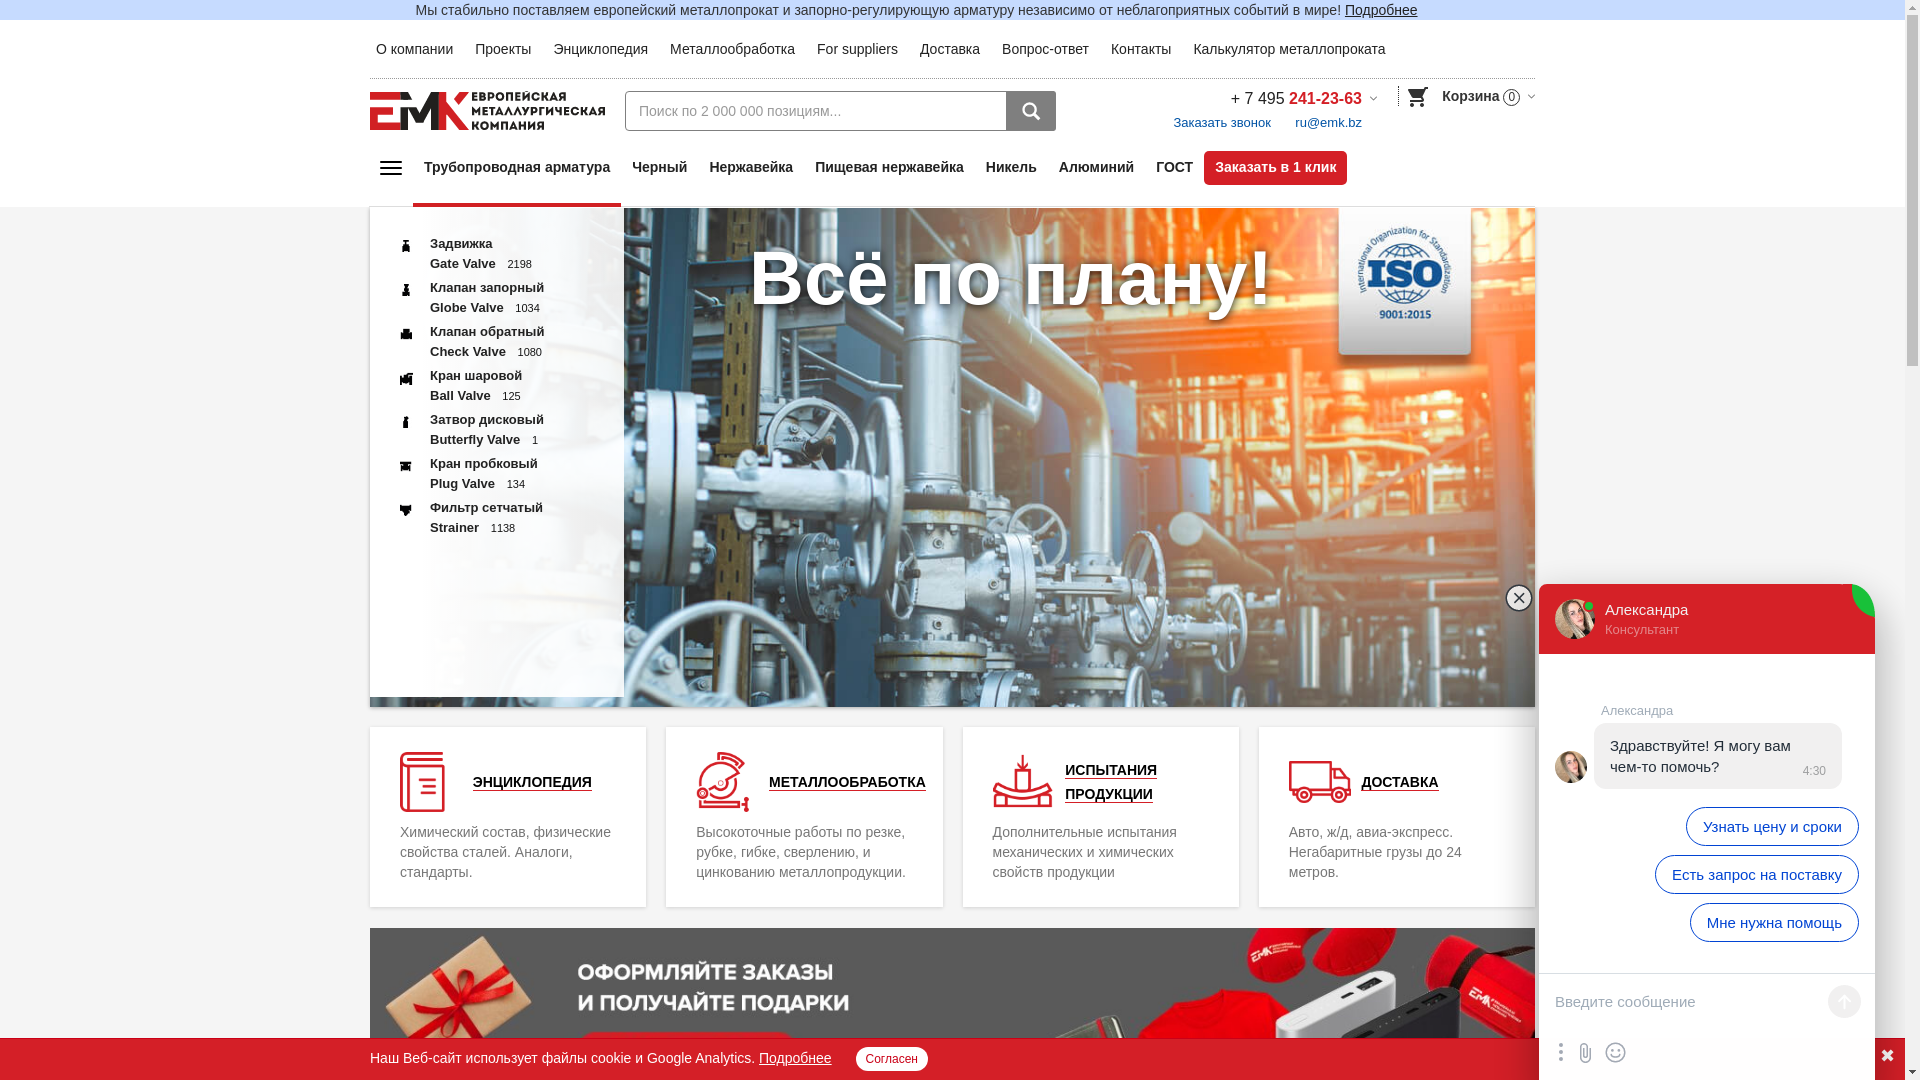 Мы стабильно поставляем европейский металлопрокат и запорно-регулирующую арматуру независимо от неблагоприятных событий в мире! Подробнее
О компании Проекты Энциклопедия Металлообработка For suppliers Доставка Вопрос-ответ Контакты Калькулятор металлопроката
ЕМК ЕВРОПЕЙСКАЯ
МЕТАЛЛУРГИЧЕСКАЯ
КОМПАНИЯ
Поиск по 2 000 000 позициям...
+ 7 495 241-23-63
Заказать звонок ru@emk.bz
Корзина 0
Трубопроводная арматура Черный Нержавейка Пищевая нержавейка Никель Алюминий ГОСТ Заказать в 1 клик
Задвижка
Gate Valve 2198
Клапан запорный
Globe Valve 1034
Клапан обратный
Check Valve 1080
Кран шаровой
Ball Valve 125
Затвор дисковый
Butterfly Valve 1
Кран пробковый
Plug Valve 134
Фильтр сетчатый
Strainer 1138
Всё по плану!
International Organization for Standardization
ISO
9001:2015
ЭНЦИКЛОПЕДИЯ
Химический состав, физические
свойства сталей. Аналоги,
стандарты.
МЕТАЛЛООБРАБОТКА
Высокоточные работы по резке,
рубке, гибке, сверлению, и
цинкованию металлопродукции.
ИСПЫТАНИЯ
ПРОДУКЦИИ
Дополнительные испытания
механических и химических
свойств продукции
ДОСТАВКА
Авто, ж/д, авиа-экспресс.
Негабаритные грузы до 24
метров.
ОФОРМЛЯЙТЕ ЗАКАЗЫ
И ПОЛУЧАЙТЕ ПОДАРКИ
ЕМК
ЕМК
Наш Веб-сайт использует файлы cookie и Google Analytics. Подробнее Согласен
Александра
Консультант
Александра
Здравствуйте! Я могу вам
чем-то помочь? 4:30
Узнать цену и сроки
Есть запрос на поставку
Мне нужна помощь
Введите сообщение